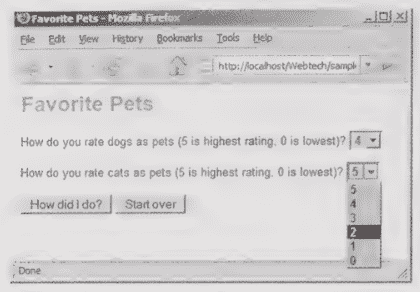 Favorite Pets - Mozilla Firefox
File Edit View History Bookmarks Tools Help
http://localhost/Webtech/sampl
Favorite Pets
How do you rate dogs as pets (5 is highest rating, 0 is lowest)? 4
How do you rate cats as pets (5 is highest rating, 0 is lowest)? 5
5
4
3
2
1
0
How did I do? Start over
Done